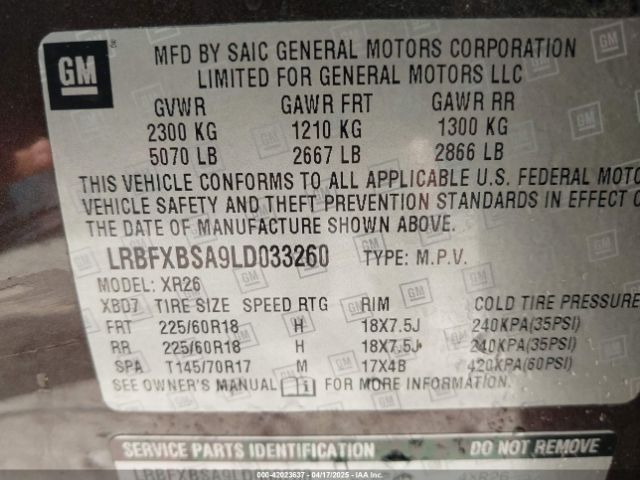 GM
MFD BY SAIC GENERAL MOTORS CORPORATION
LIMITED FOR GENERAL MOTORS LLC
GVWR GAWR FRT GAWR RR
2300 KG 1210 KG 1300 KG
5070 LB 2667 LB 2866 LB
THIS VEHICLE CONFORMS TO ALL APPLICABLE U.S. FEDERAL MOTO
VEHICLE SAFETY AND THEFT PREVENTION STANDARDS IN EFFECT O
THE DATE OF MANUFACTURE SHOWN ABOVE.
LRBFXBSA9LD033260 TYPE: M.P.V.
MODEL: XR26
XBD7 TIRE SIZE SPEED RTG RIM COLD TIRE PRESSURE
FRT 225/60R18 H 18X7.5J 240KPA(35PSI)
RR 225/60R18 H 18X7.5J 240KPA(35PSI)
SPA T145/70R17 M 17X4B 420KPA(60PSI)
SEE OWNER'S MANUAL FOR MORE INFORMATION.
SERVICE PARTS IDENTIFICATION DO NOT REMOVE
LRBFXBSA9LD
000-42023637 - 04/17/2025 - IAAI.COM